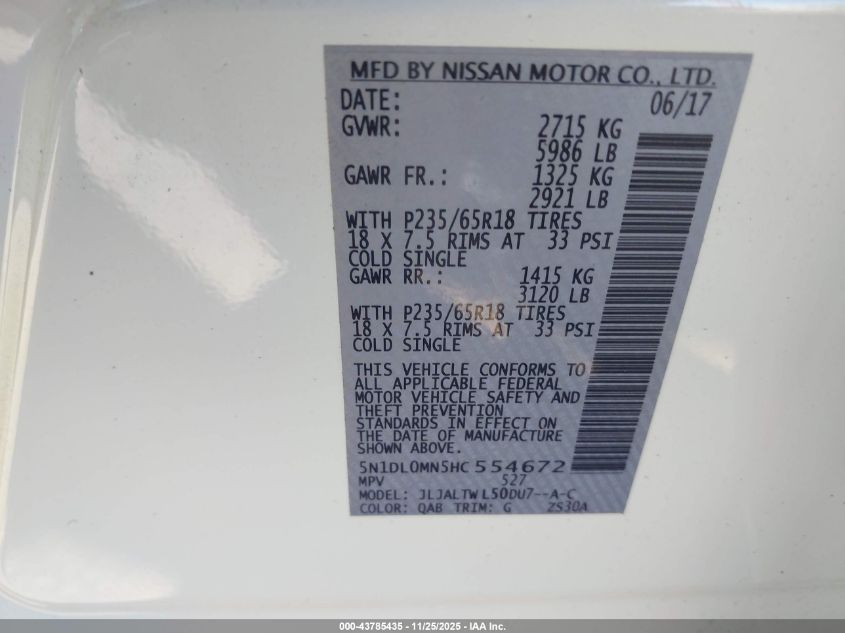 MFD BY NISSAN MOTOR CO., LTD.
DATE: 06/17
GVWR: 2715 KG
5986 LB
GAWR FR.: 1325 KG
2921 LB
WITH P235/65R18 TIRES
18 X 7.5 RIMS AT 33 PSI
COLD SINGLE
GAWR RR.: 1415 KG
3120 LB
WITH P235/65R18 TIRES
18 X 7.5 RIMS AT 33 PSI
COLD SINGLE
THIS VEHICLE CONFORMS TO
ALL APPLICABLE FEDERAL
MOTOR VEHICLE SAFETY AND
THEFT PREVENTION
STANDARDS IN EFFECT ON
THE DATE OF MANUFACTURE
SHOWN ABOVE.
5N1DL0MN5HC554672
MPV 527
MODEL: JLJALTWL50DU7--A-C
COLOR: QAB TRIM: G ZS30A
000-43785435 - 11/25/2025 - IAA Inc.